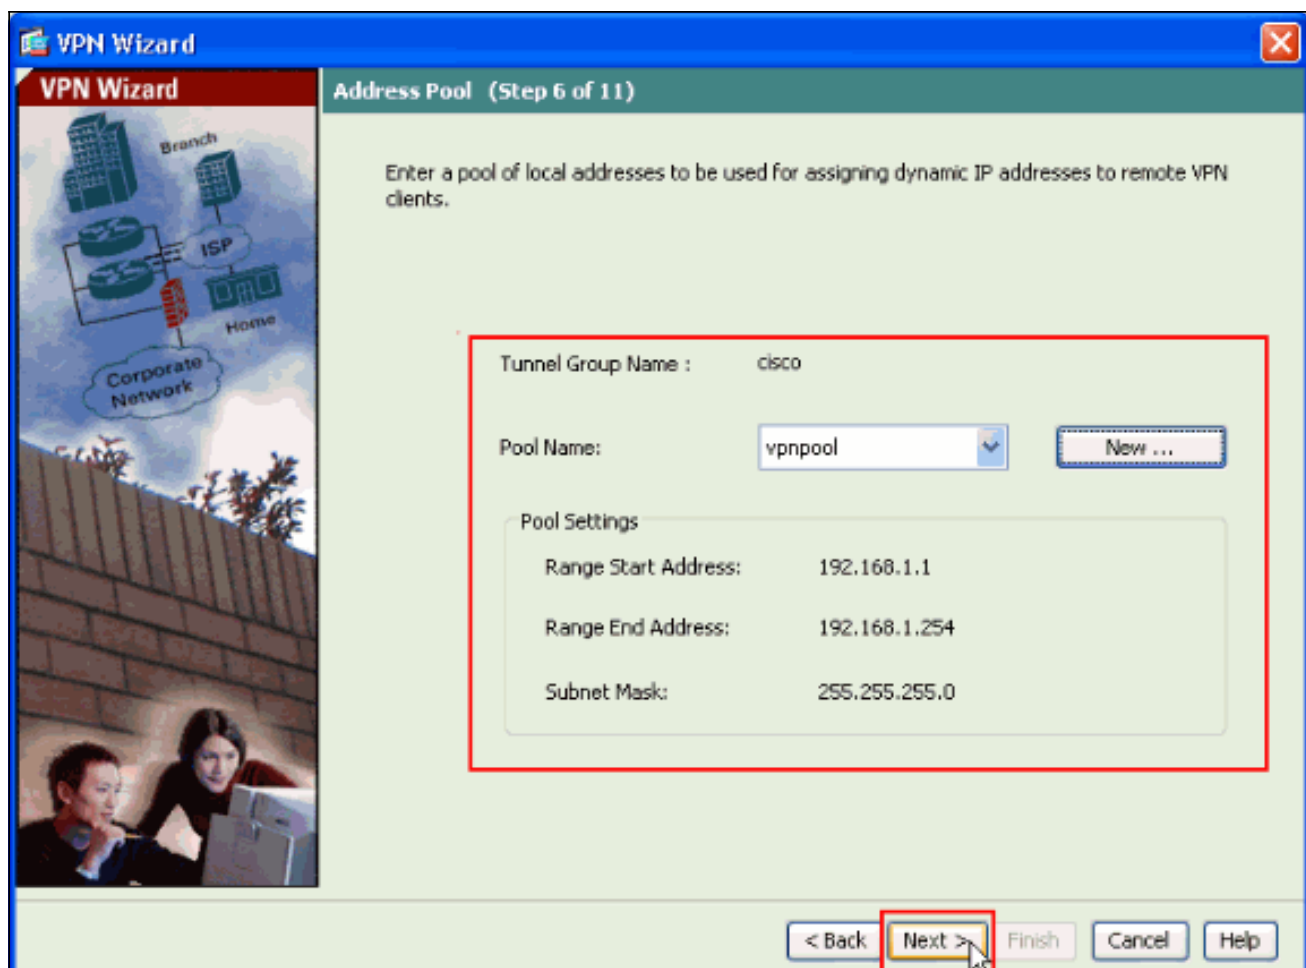 VPN Wizard
VPN Wizard
Branch
ISP
Home
Corporate
Network
Address Pool (Step 6 of 11)
Enter a pool of local addresses to be used for assigning dynamic IP addresses to remote VPN
clients.
Tunnel Group Name : cisco
Pool Name: vpnpool New ...
Pool Settings
Range Start Address: 192.168.1.1
Range End Address: 192.168.1.254
Subnet Mask: 255.255.255.0
< Back Next > Finish Cancel Help